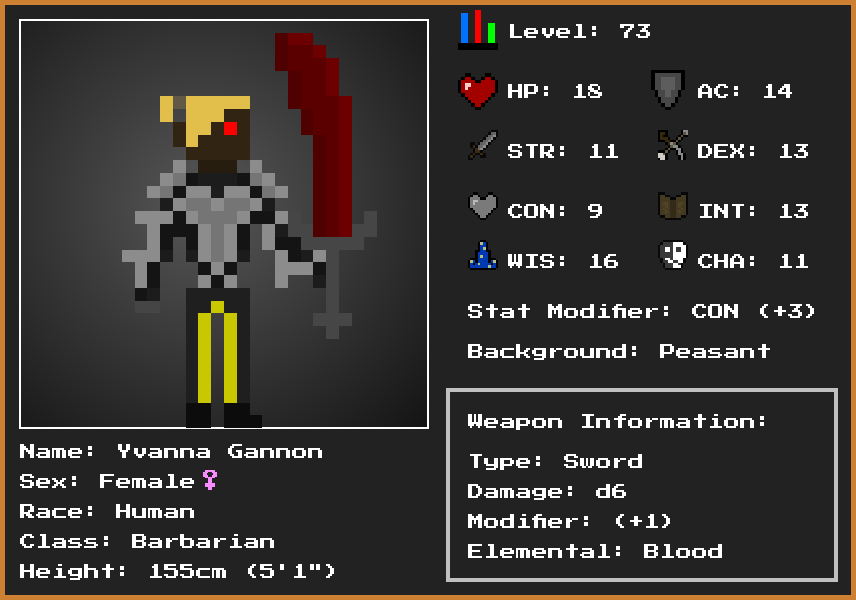 Level: 73
HP: 18 AC: 14
STR: 11 DEX: 13
CON: 9 INT: 13
WIS: 16 CHA: 11
Stat Modifier: CON (+3)
Background: Peasant
Weapon Information:
Type: Sword
Damage: d6
Modifier: (+1)
Elemental: Blood
Name: Yvanna Gannon
Sex: Female♀
Race: Human
Class: Barbarian
Height: 155cm (5'1")